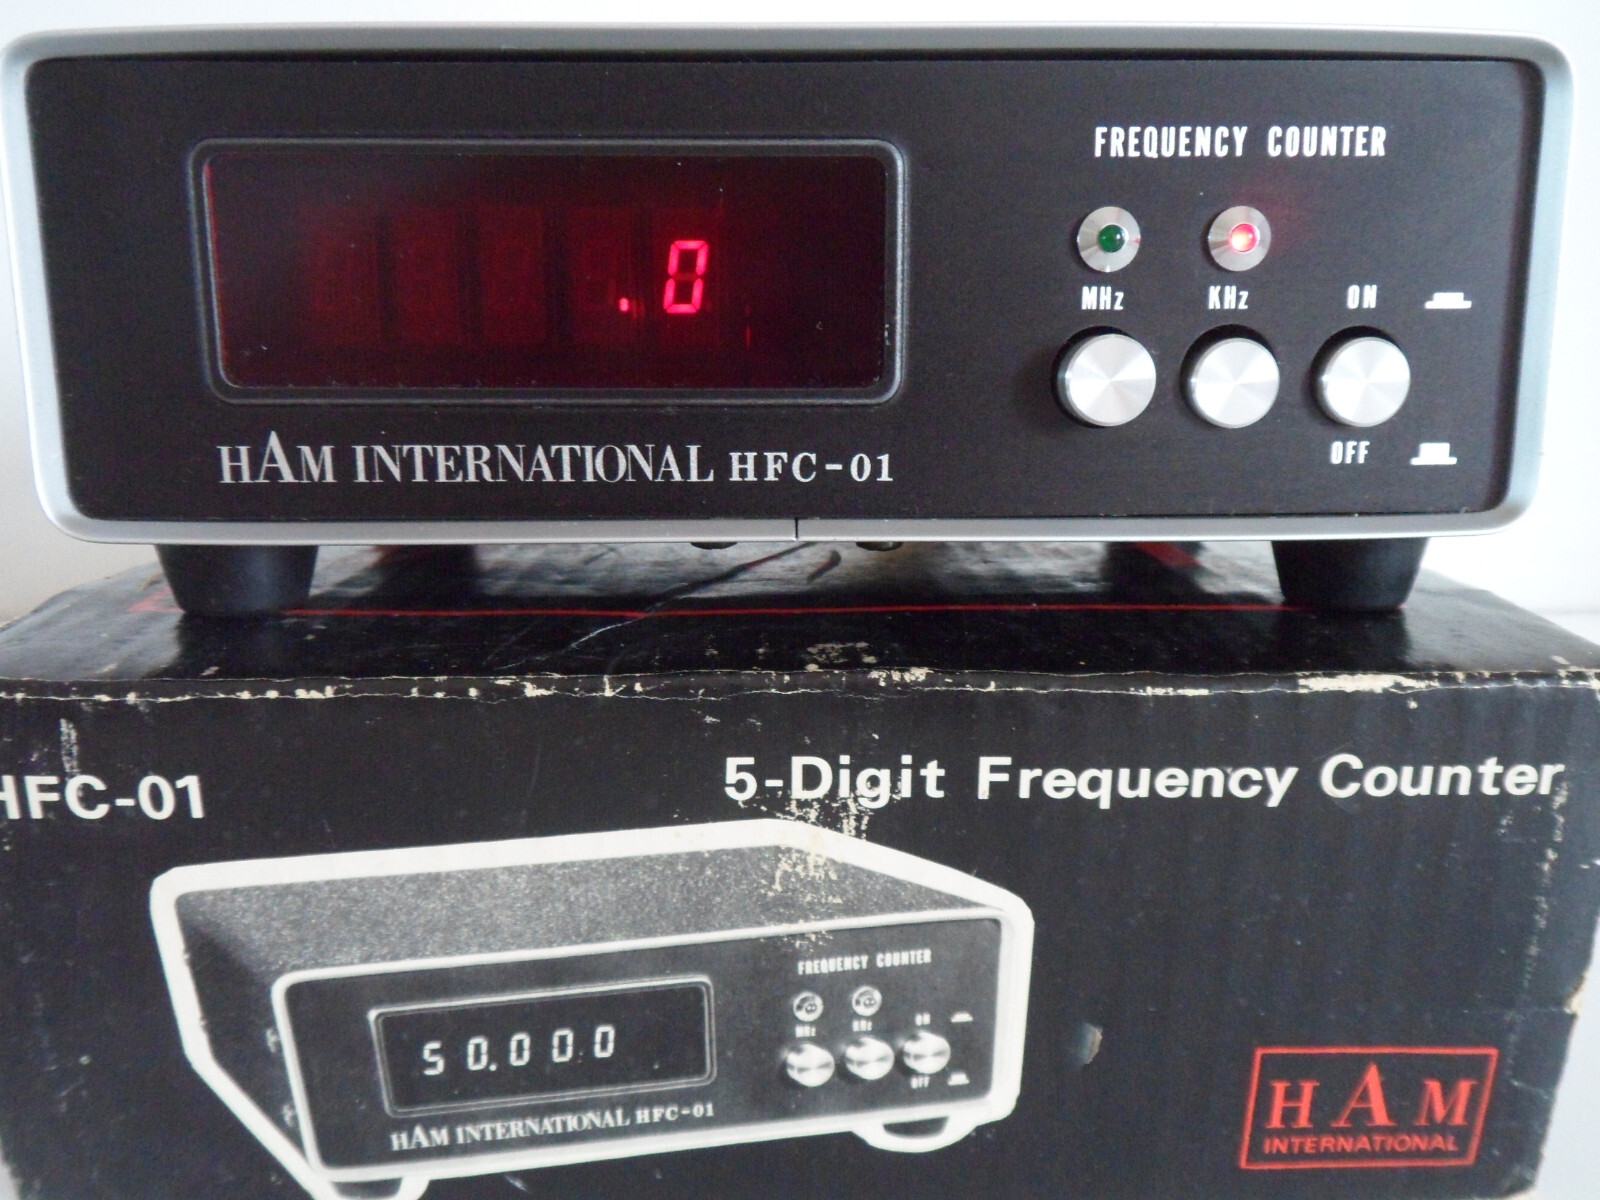 FREQUENCY COUNTER
.0
MHz KHz ON
OFF
HAM INTERNATIONAL HFC-01
HFC-01
5-Digit Frequency Counter
FREQUENCY COUNTER
MHz KHz ON
50.000
OFF
HAM INTERNATIONAL HFC-01
HAM
INTERNATIONAL